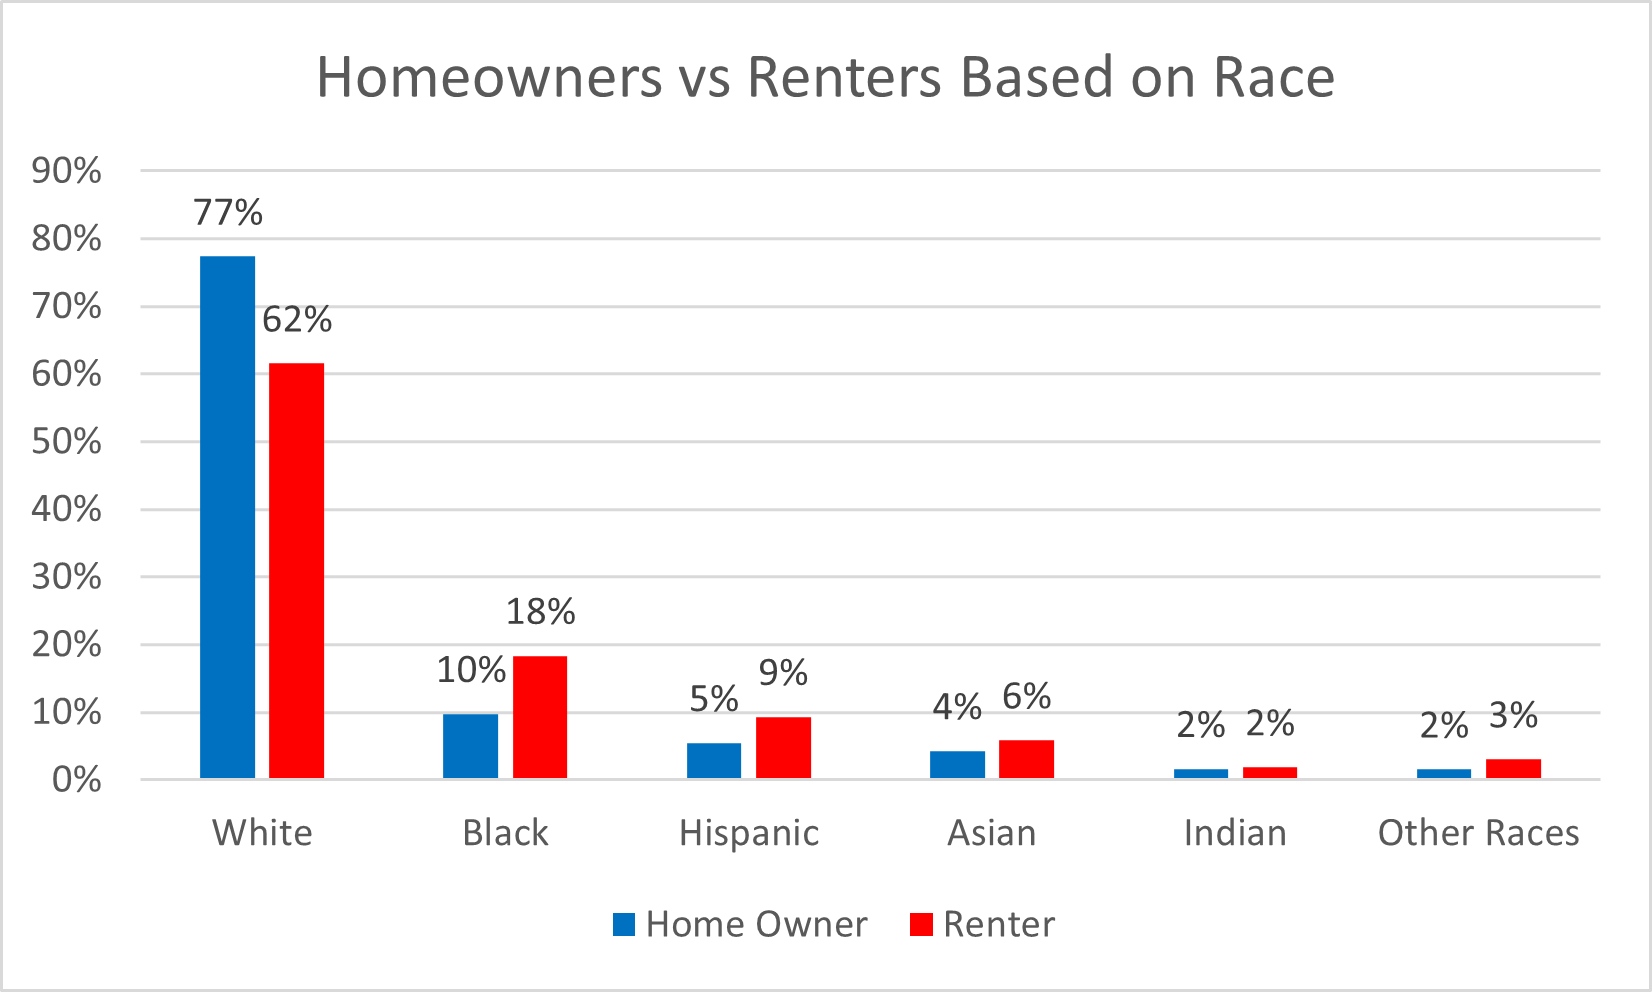 Homeowners vs Renters Based on Race
90%
80%
70%
60%
50%
40%
30%
20%
10%
0%
77%
62%
10%
18%
5%
9%
4%
6%
2%
2%
2%
3%
White
Black
Hispanic
Asian
Indian
Other Races
Home Owner
Renter